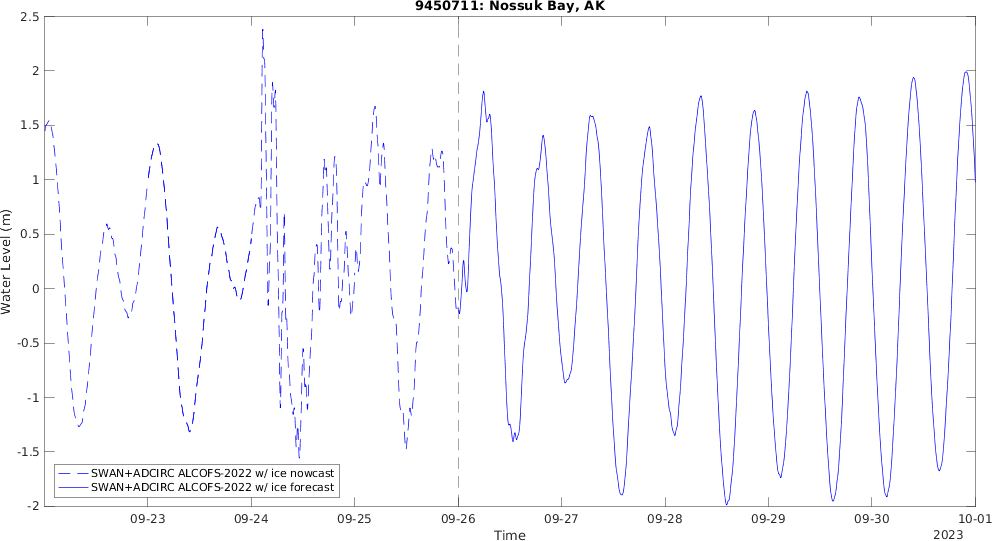 9450711: Nossuk Bay, AK
Water Level (m)
2.5
2
1.5
1
0.5
0
-0.5
-1
-1.5
-2
SWAN+ADCIRC ALCOFS-2022 w/ ice nowcast
SWAN+ADCIRC ALCOFS-2022 w/ ice forecast
09-23 09-24 09-25 09-26 09-27 09-28 09-29 09-30 10-01
Time
2023